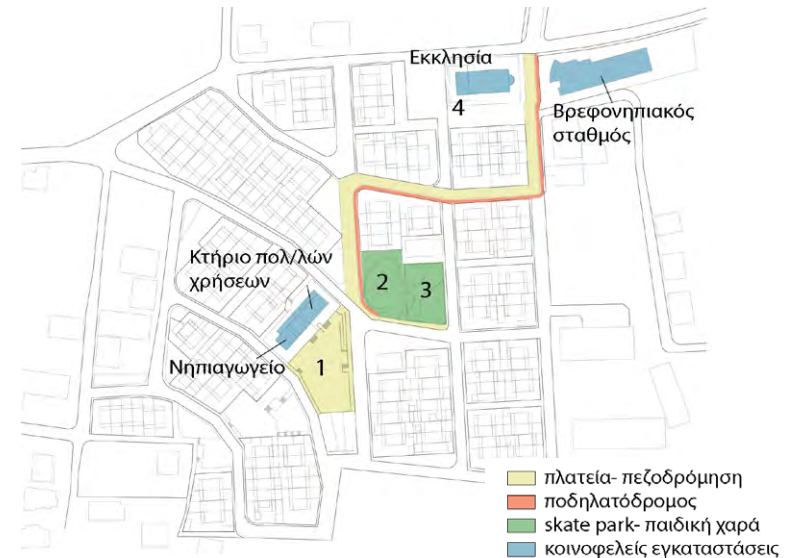 Εκκλησία
4
Βρεφονηπιακός
σταθμός
Κτήριο πολ/λών
χρήσεων
2
3
Νηπιαγωγείο
1
πλατεία- πεζοδρόμηση
ποδηλατόδρομος
skate park- παιδική χαρά
κοινοφελείς εγκαταστάσεις